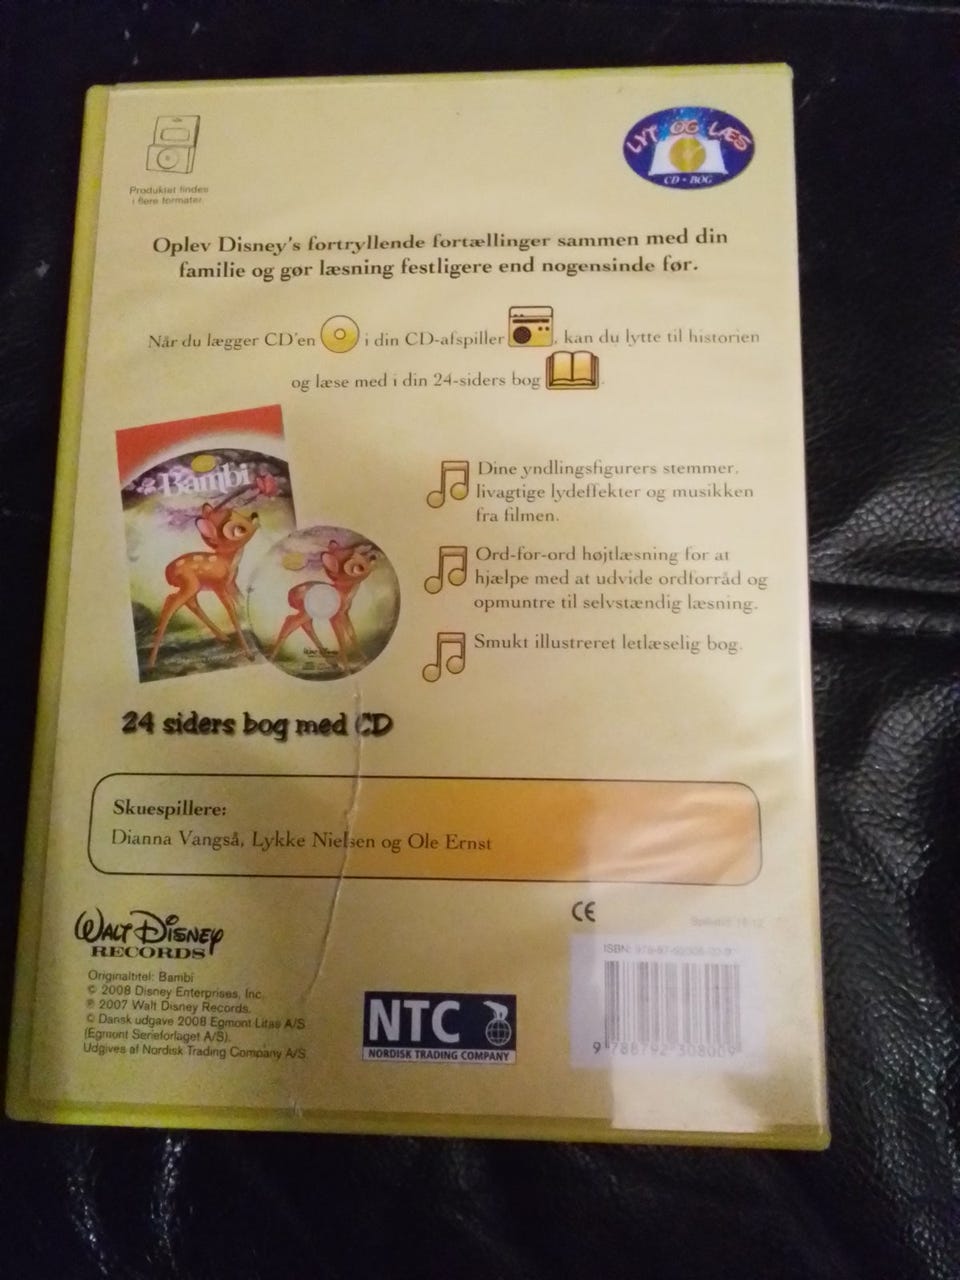 LYT OG LÆS
CD • BOG
Produktet findes
i flere formater.
Oplev Disney's fortryllende fortællinger sammen med din
familie og gør læsning festligere end nogensinde før.
Når du lægger CD'en i din CD-afspiller, kan du lytte til historien
og læse med i din 24-siders bog.
Bambi
Dine yndlingsfigurers stemmer,
livagtige lydeffekter og musikken
fra filmen.
Ord-for-ord højtlæsning for at
hjælpe med at udvide ordforråd og
opmuntre til selvstændig læsning.
Smukt illustreret letlæselig bog.
24 siders bog med CD
Skuespillere:
Dianna Vangså, Lykke Nielsen og Ole Ernst
WALT DISNEY
RECORDS
Originaltitel: Bambi
© 2008 Disney Enterprises, Inc.
℗ 2007 Walt Disney Records.
© Dansk udgave 2008 Egmont Litas A/S
(Egmont Serieforlaget A/S).
Udgives af Nordisk Trading Company A/S
NTC
NORDISK TRADING COMPANY
CE
ISBN:
9 788792 308009